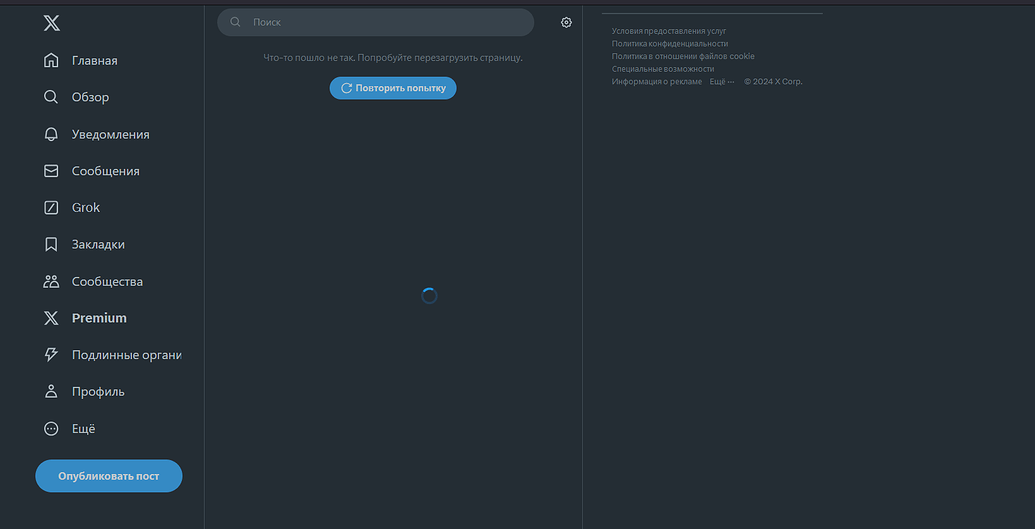 Главная
Обзор
Уведомления
Сообщения
Grok
Закладки
Сообщества
Premium
Подлинные органи
Профиль
Ещё
Опубликовать пост
Поиск
Что-то пошло не так. Попробуйте перезагрузить страницу.
Повторить попытку
Условия предоставления услуг
Политика конфиденциальности
Политика в отношении файлов cookie
Специальные возможности
Информация о рекламе Ещё ··· © 2024 X Corp.